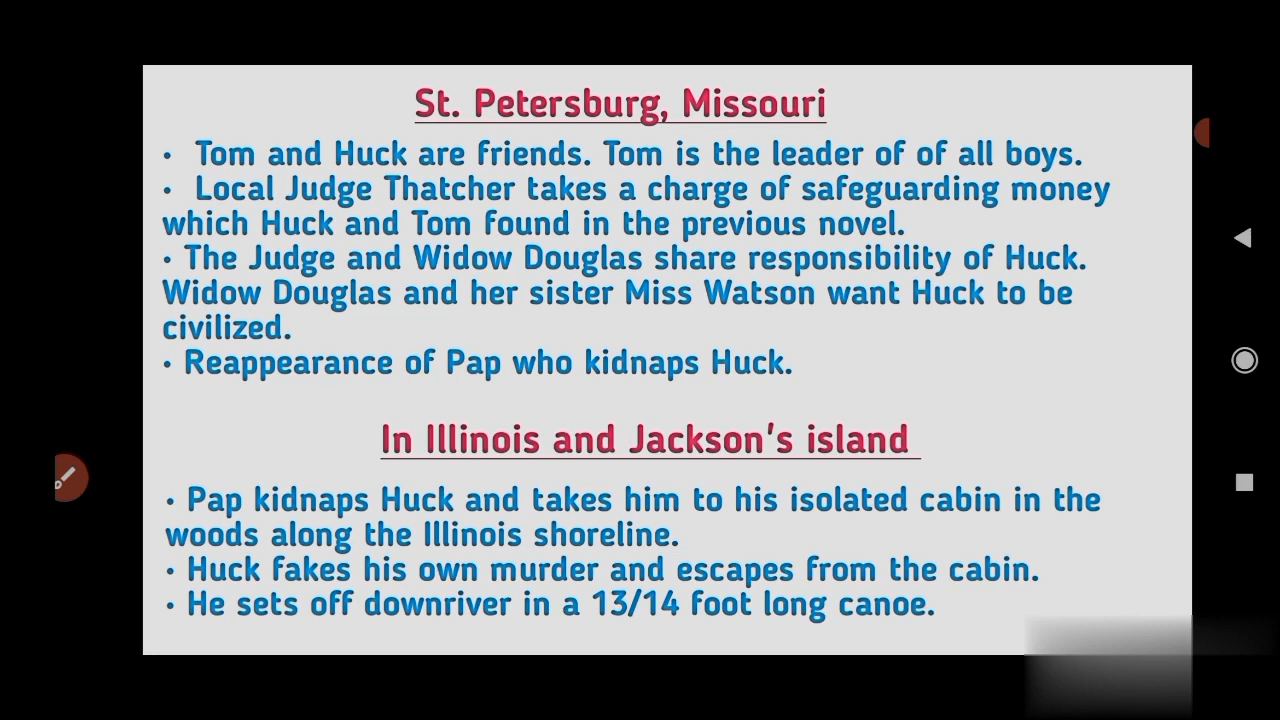 St. Petersburg, Missouri
• Tom and Huck are friends. Tom is the leader of of all boys.
• Local Judge Thatcher takes a charge of safeguarding money
which Huck and Tom found in the previous novel.
• The Judge and Widow Douglas share responsibility of Huck.
Widow Douglas and her sister Miss Watson want Huck to be
civilized.
• Reappearance of Pap who kidnaps Huck.
In Illinois and Jackson's island
• Pap kidnaps Huck and takes him to his isolated cabin in the
woods along the Illinois shoreline.
• Huck fakes his own murder and escapes from the cabin.
• He sets off downriver in a 13/14 foot long canoe.